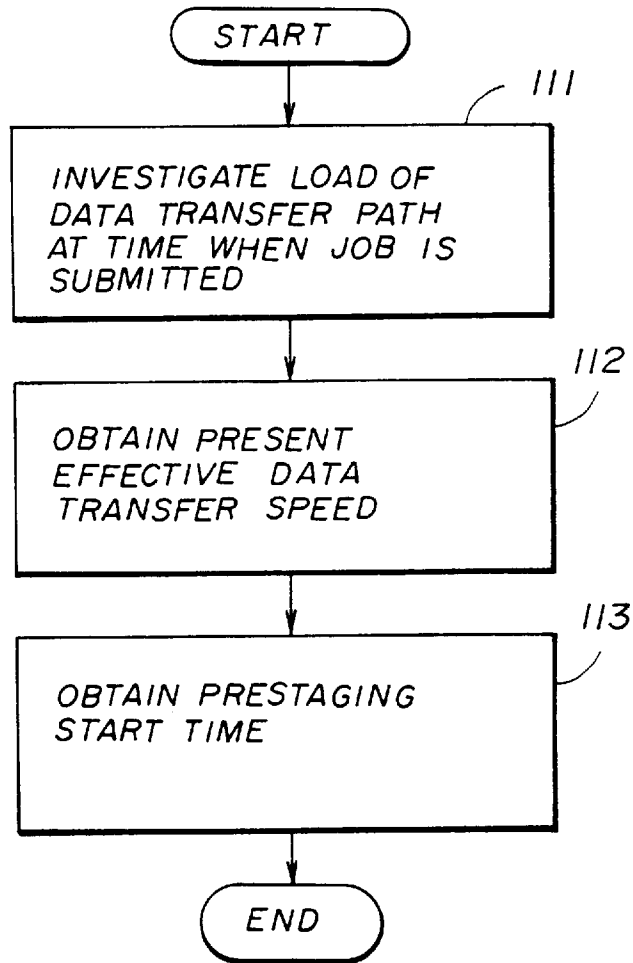 START
111
INVESTIGATE LOAD OF
DATA TRANSFER PATH
AT TIME WHEN JOB IS
SUBMITTED
112
OBTAIN PRESENT
EFFECTIVE DATA
TRANSFER SPEED
113
OBTAIN PRESTAGING
START TIME
END